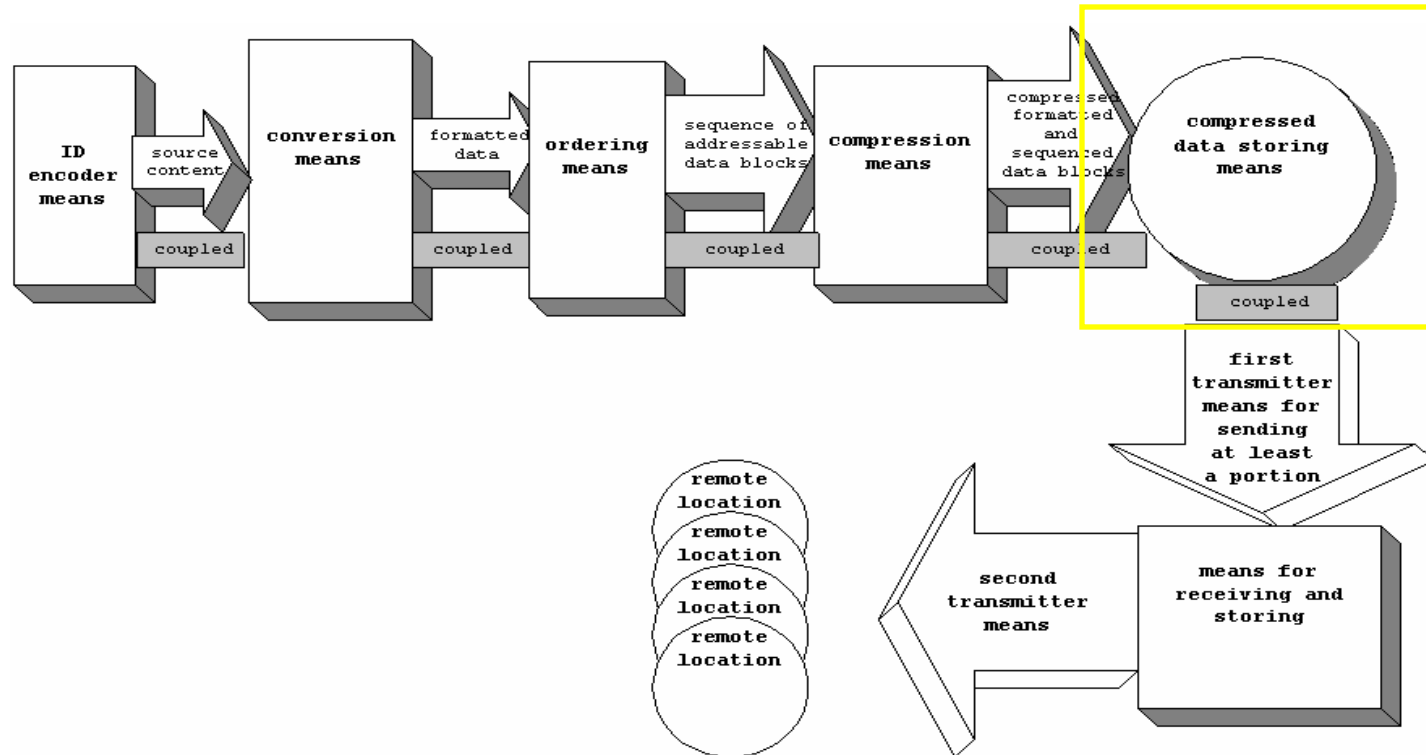 ID
encoder
means
source
content
coupled
conversion
means
formatted
data
coupled
ordering
means
sequence of
addressable
data blocks
coupled
compression
means
compressed
formatted
and
sequenced
data blocks
coupled
compressed
data storing
means
coupled
first
transmitter
means for
sending
at least
a portion
means for
receiving and
storing
second
transmitter
means
remote
location
remote
location
remote
location
remote
location